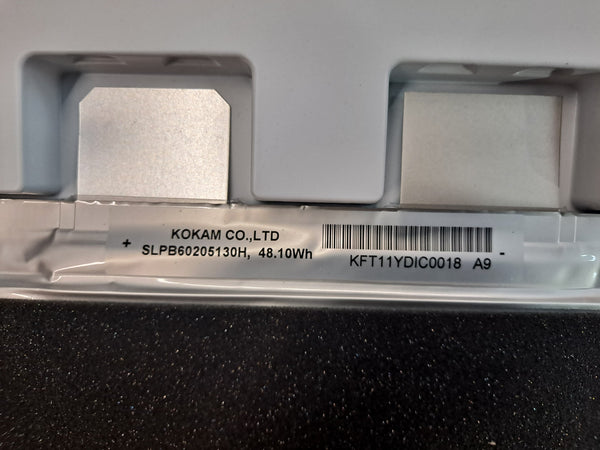 +
KOKAM CO.,LTD
SLPB60205130H, 48.10Wh
KFT11YDIC0018 A9
-